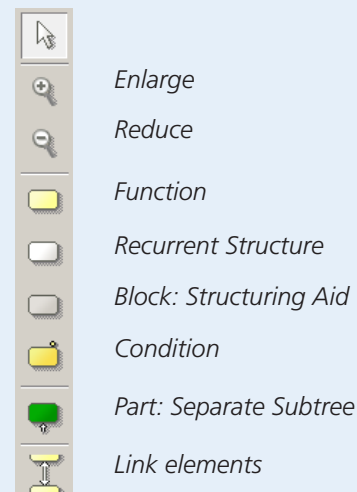 Enlarge
Reduce
Function
Recurrent Structure
Block: Structuring Aid
Condition
Part: Separate Subtree
Link elements